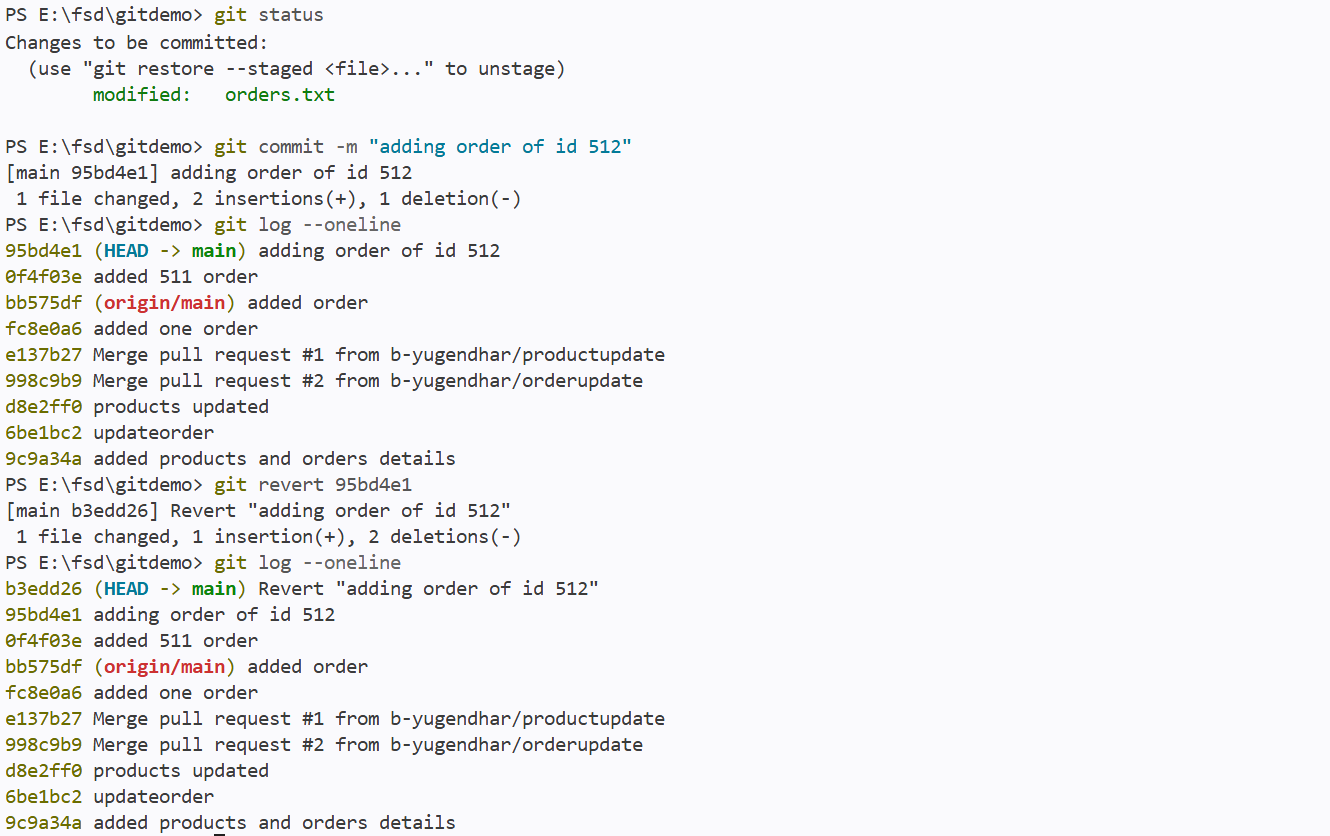 PS E:\fsd\gitdemo> git status
Changes to be committed:
  (use "git restore --staged <file>..." to unstage)
        modified:   orders.txt

PS E:\fsd\gitdemo> git commit -m "adding order of id 512"
[main 95bd4e1] adding order of id 512
 1 file changed, 2 insertions(+), 1 deletion(-)
PS E:\fsd\gitdemo> git log --oneline
95bd4e1 (HEAD -> main) adding order of id 512
0f4f03e added 511 order
bb575df (origin/main) added order
fc8e0a6 added one order
e137b27 Merge pull request #1 from b-yugendhar/productupdate
998c9b9 Merge pull request #2 from b-yugendhar/orderupdate
d8e2ff0 products updated
6be1bc2 updateorder
9c9a34a added products and orders details
PS E:\fsd\gitdemo> git revert 95bd4e1
[main b3edd26] Revert "adding order of id 512"
 1 file changed, 1 insertion(+), 2 deletions(-)
PS E:\fsd\gitdemo> git log --oneline
b3edd26 (HEAD -> main) Revert "adding order of id 512"
95bd4e1 adding order of id 512
0f4f03e added 511 order
bb575df (origin/main) added order
fc8e0a6 added one order
e137b27 Merge pull request #1 from b-yugendhar/productupdate
998c9b9 Merge pull request #2 from b-yugendhar/orderupdate
d8e2ff0 products updated
6be1bc2 updateorder
9c9a34a added products and orders details